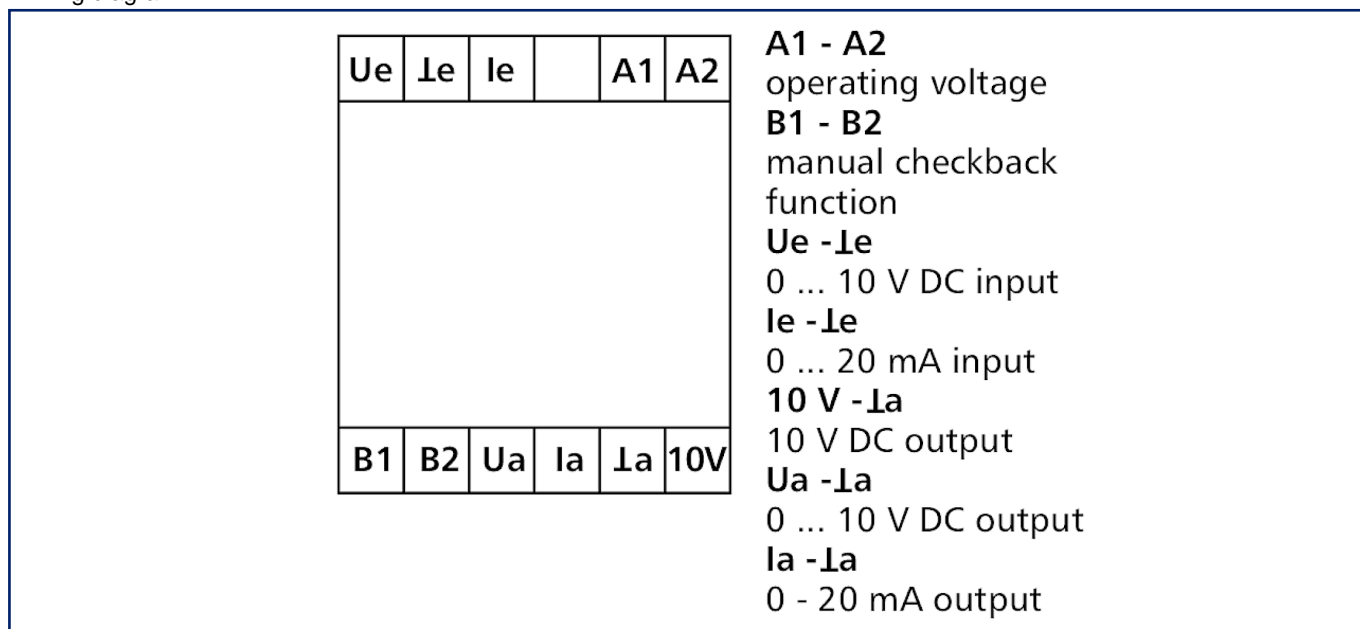 Ue ⊥e Ie A1 A2
B1 B2 Ua Ia ⊥a 10V
A1 - A2
operating voltage
B1 - B2
manual checkback
function
Ue -⊥e
0 ... 10 V DC input
Ie -⊥e
0 ... 20 mA input
10 V -⊥a
10 V DC output
Ua -⊥a
0 ... 10 V DC output
Ia -⊥a
0 - 20 mA output